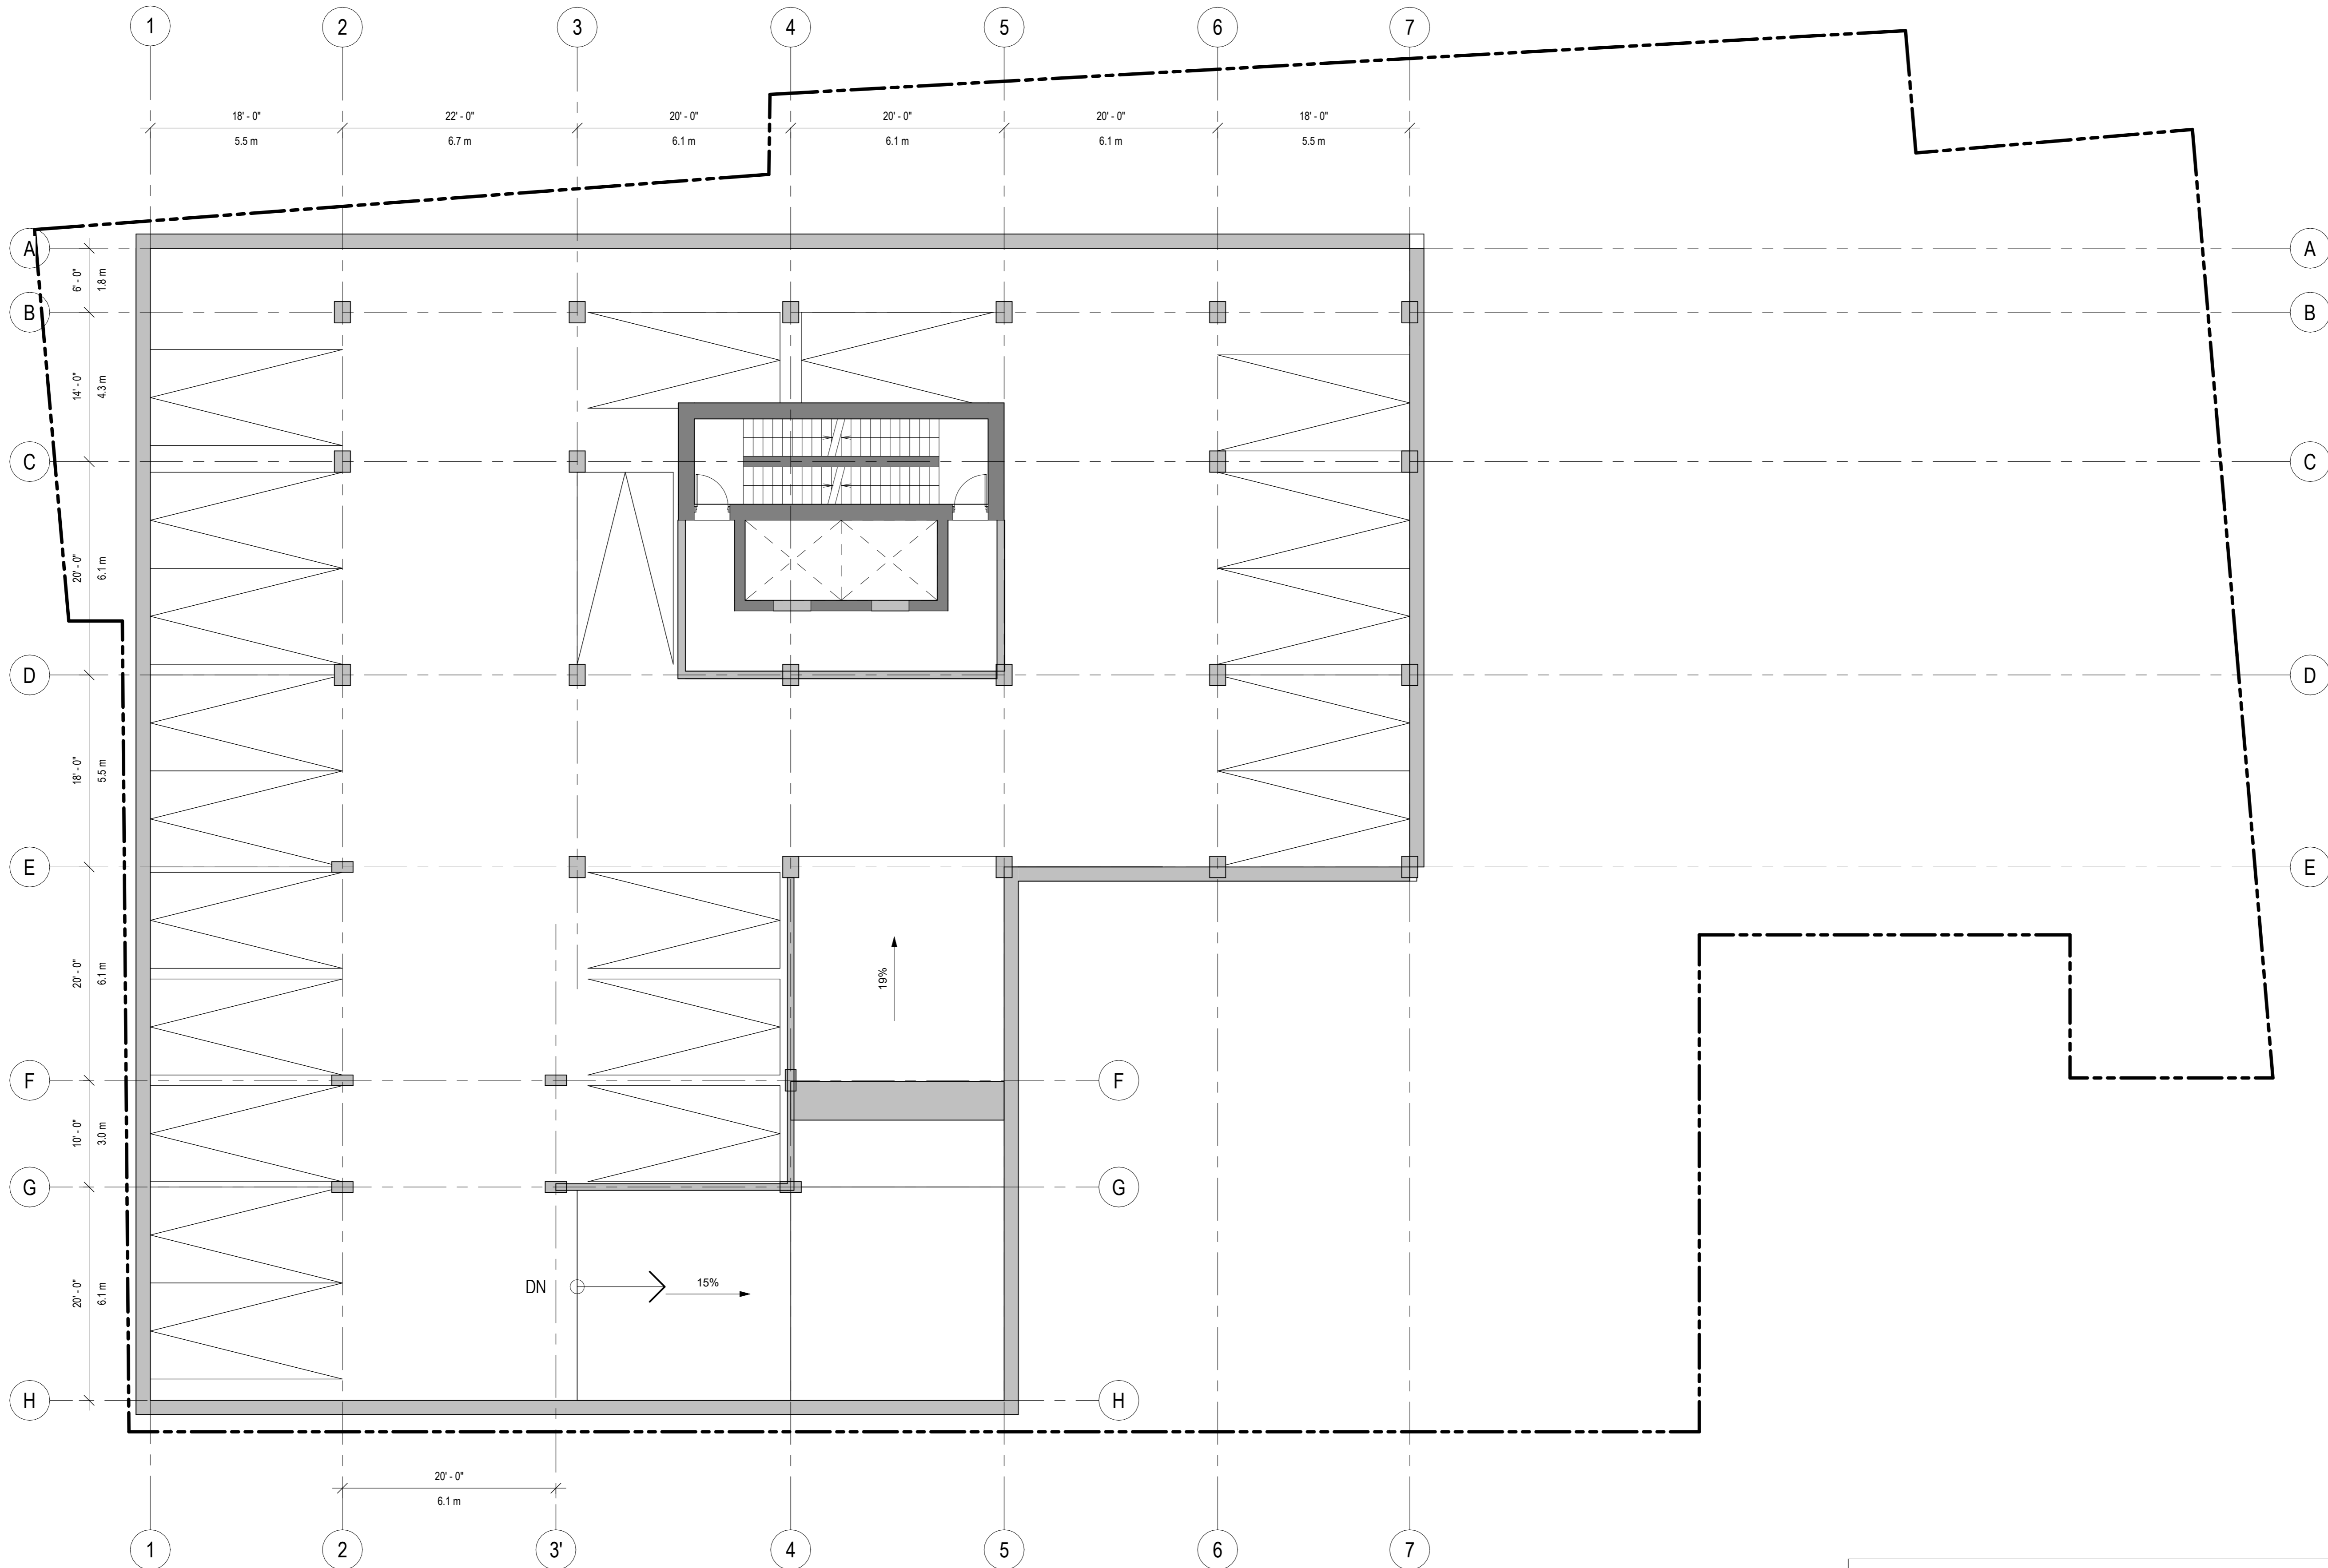 1 2 3 4 5 6 7
18' - 0" 22' - 0" 20' - 0" 20' - 0" 20' - 0" 18' - 0"
5.5 m 6.7 m 6.1 m 6.1 m 6.1 m 5.5 m
A A
6' - 0"
1.8 m
B B
14' - 0"
4.3 m
C C
20' - 0"
6.1 m
D D
18' - 0"
5.5 m
E E
20' - 0"
6.1 m
19%
F F
10' - 0"
3.0 m
G G
20' - 0"
6.1 m
DN 15%
H H
20' - 0"
6.1 m
1 2 3' 4 5 6 7